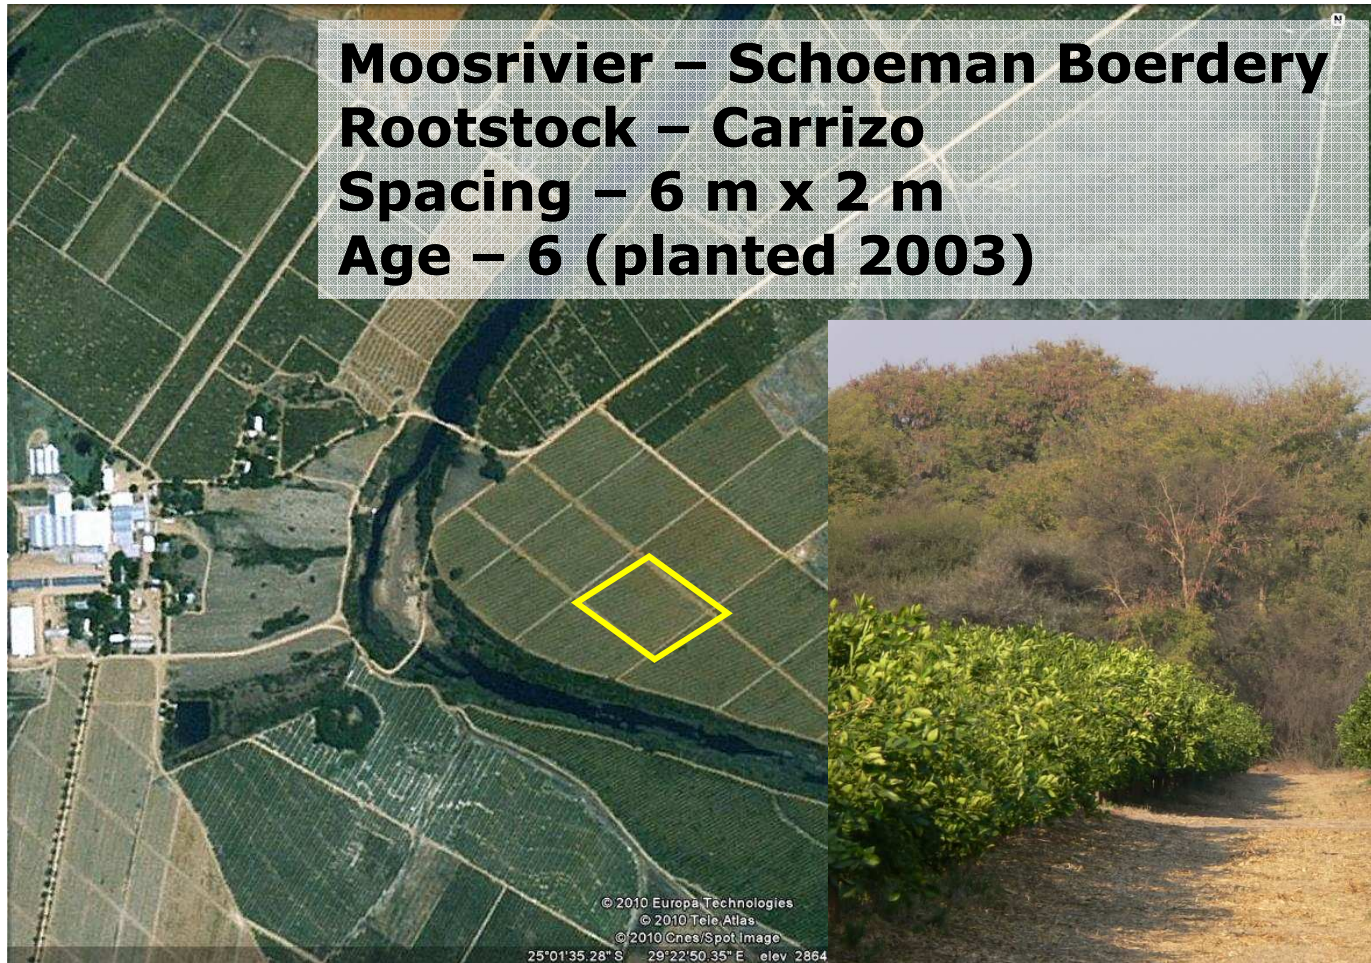 N
Moosrivier – Schoeman Boerdery
Rootstock – Carrizo
Spacing – 6 m x 2 m
Age – 6 (planted 2003)
© 2010 Europa Technologies
© 2010 Tele Atlas
© 2010 Cnes/Spot Image
25°01'35.28" S 29°22'50.35" E elev 2864